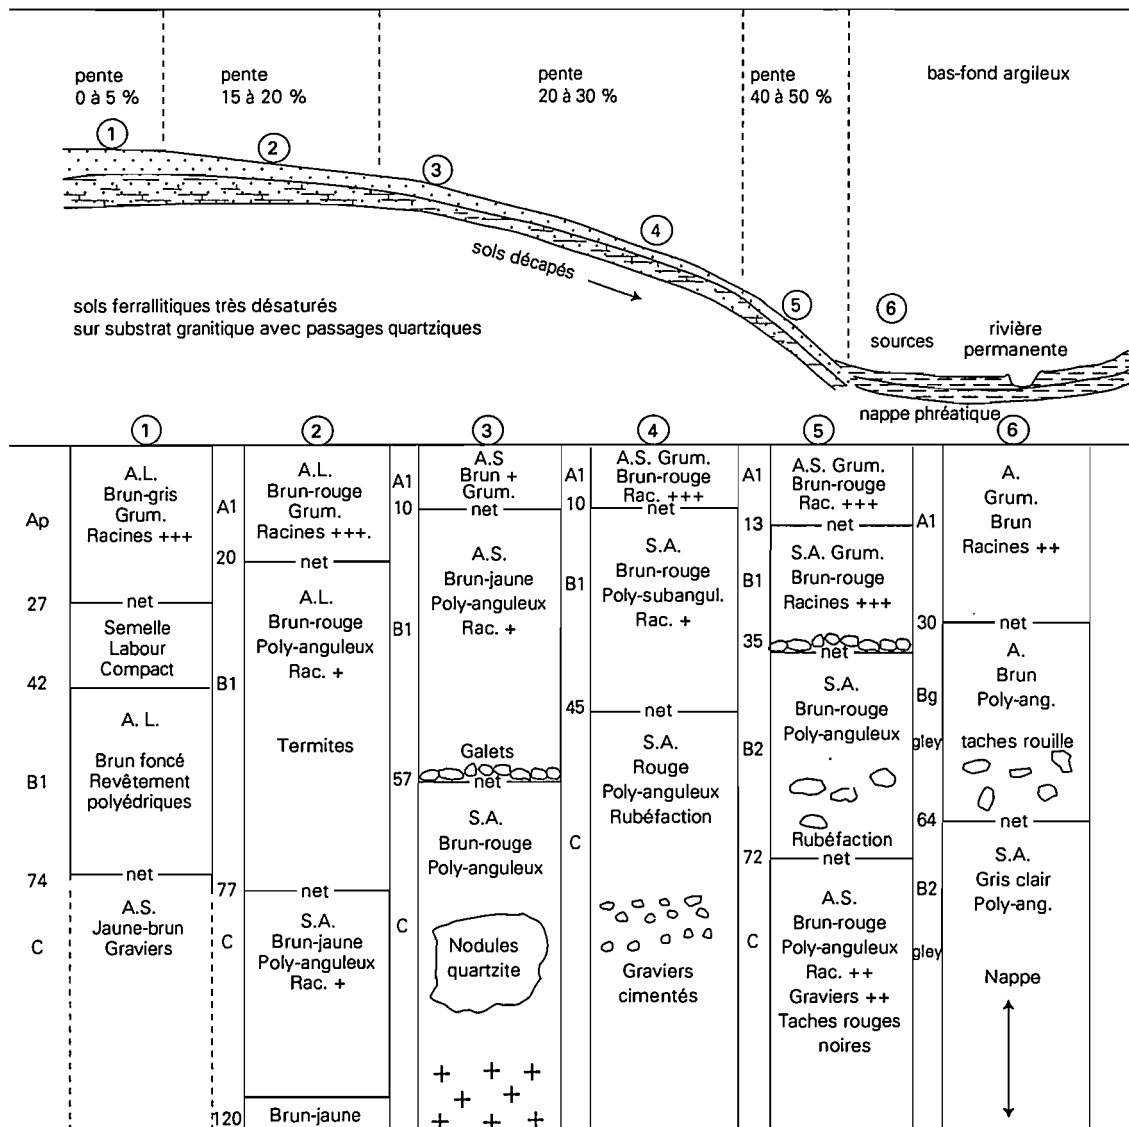 pente
0 à 5 %
pente
15 à 20 %
pente
20 à 30 %
pente
40 à 50 %
bas-fond argileux
1
2
3
4
5
6
sols décapés
sources
rivière
permanente
nappe phréatique
sols ferrallitiques très désaturés
sur substrat granitique avec passages quartziques
1
Ap
A.L.
Brun-gris
Grum.
Racines +++
27
net
Semelle
Labour
Compact
42
B1
A. L.
Brun foncé
Revêtement
polyédriques
74
net
C
A.S.
Jaune-brun
Graviers
2
A1
A.L.
Brun-rouge
Grum.
Racines +++.
20
net
B1
A.L.
Brun-rouge
Poly-anguleux
Rac. +
Termites
77
net
C
S.A.
Brun-jaune
Poly-anguleux
Rac. +
120
Brun-jaune
3
A1
A.S
Brun +
Grum.
10
net
B1
A.S.
Brun-jaune
Poly-anguleux
Rac. +
Galets
57
net
S.A.
Brun-rouge
Poly-anguleux
C
Nodules
quartzite
4
A1
A.S. Grum.
Brun-rouge
Rac. +++
10
net
B1
S.A.
Brun-rouge
Poly-subangul.
Rac. +
45
net
S.A.
Rouge
Poly-anguleux
Rubéfaction
C
Graviers
cimentés
5
A1
A.S. Grum.
Brun-rouge
Rac. +++
13
net
B1
S.A. Grum.
Brun-rouge
Racines +++
35
net
B2
S.A.
Brun-rouge
Poly-anguleux
Rubéfaction
72
net
C
A.S.
Brun-rouge
Poly-anguleux
Rac. ++
Graviers ++
Taches rouges
noires
6
A1
A.
Grum.
Brun
Racines ++
30
net
Bg
gley
A.
Brun
Poly-ang.
taches rouille
64
net
B2
gley
S.A.
Gris clair
Poly-ang.
Nappe